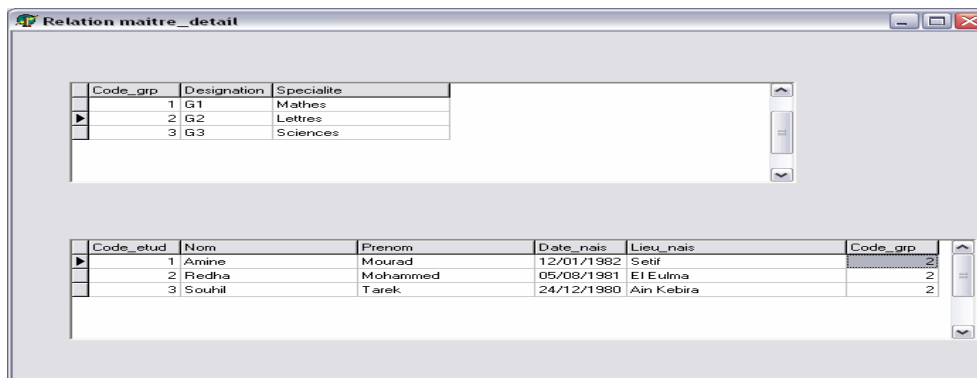 Relation maitre_detail
Code_grp Designation Specialite
1 G1 Mathes
2 G2 Lettres
3 G3 Sciences
Code_etud Nom Prenom Date_nais Lieu_nais Code_grp
1 Amine Mourad 12/01/1982 Setif 2
2 Redha Mohammed 05/08/1981 El Eulma 2
3 Souhil Tarek 24/12/1980 Ain Kebira 2